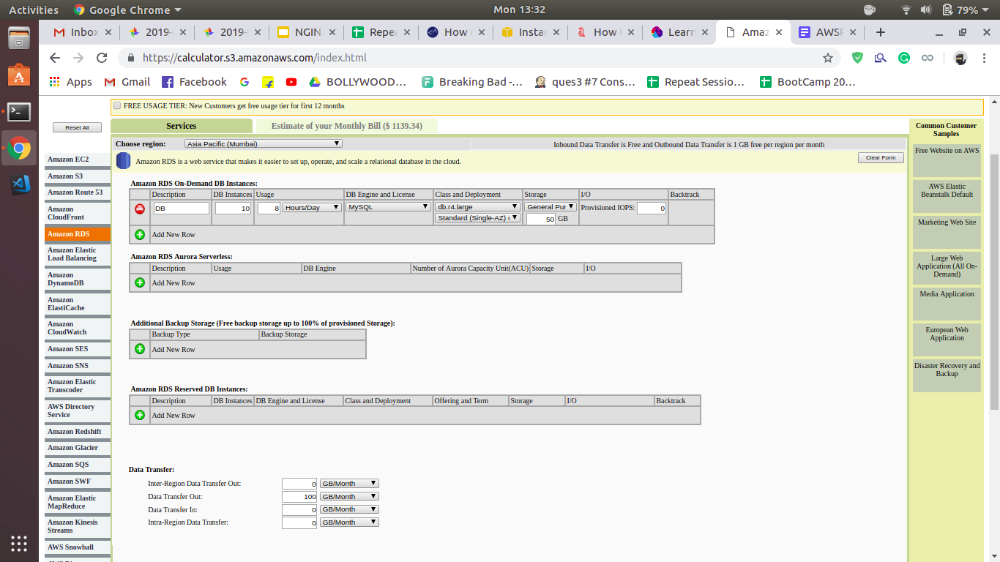 Activities Google Chrome Mon 13:32 79%
Inbox 2019- 2019- NGIN Repea How Instan How Learn Amaz AWSP
https://calculator.s3.amazonaws.com/index.html
Apps Gmail Facebook BOLLYWOOD... Breaking Bad -... ques3 #7 Cons... Repeat Sessio... BootCamp 20...
FREE USAGE TIER: New Customers get free usage tier for first 12 months
Reset All
Services Estimate of your Monthly Bill ($ 1139.34)
Choose region: Asia Pacific (Mumbai) Inbound Data Transfer is Free and Outbound Data Transfer is 1 GB free per region per month
Amazon RDS is a web service that makes it easier to set up, operate, and scale a relational database in the cloud. Clear Form
Amazon EC2
Amazon S3
Amazon Route 53
Amazon
CloudFront
Amazon RDS
Amazon Elastic
Load Balancing
Amazon
DynamoDB
Amazon
ElastiCache
Amazon
CloudWatch
Amazon SES
Amazon SNS
Amazon Elastic
Transcoder
AWS Directory
Service
Amazon Redshift
Amazon Glacier
Amazon SQS
Amazon SWF
Amazon Elastic
MapReduce
Amazon Kinesis
Streams
AWS Snowball
Amazon RDS On-Demand DB Instances:
Description DB Instances Usage DB Engine and License Class and Deployment Storage I/O Backtrack
DB 10 8 Hours/Day MySQL db.r4.large General Pur Provisioned IOPS: 0
Standard (Single-AZ) 50 GB
Add New Row
Amazon RDS Aurora Serverless:
Description Usage DB Engine Number of Aurora Capacity Unit(ACU) Storage I/O
Add New Row
Additional Backup Storage (Free backup storage up to 100% of provisioned Storage):
Backup Type Backup Storage
Add New Row
Amazon RDS Reserved DB Instances:
Description DB Instances DB Engine and License Class and Deployment Offering and Term Storage I/O Backtrack
Add New Row
Data Transfer:
Inter-Region Data Transfer Out: 0 GB/Month
Data Transfer Out: 100 GB/Month
Data Transfer In: 0 GB/Month
Intra-Region Data Transfer: 0 GB/Month
Common Customer
Samples
Free Website on AWS
AWS Elastic
Beanstalk Default
Marketing Web Site
Large Web
Application (All On-
Demand)
Media Application
European Web
Application
Disaster Recovery and
Backup